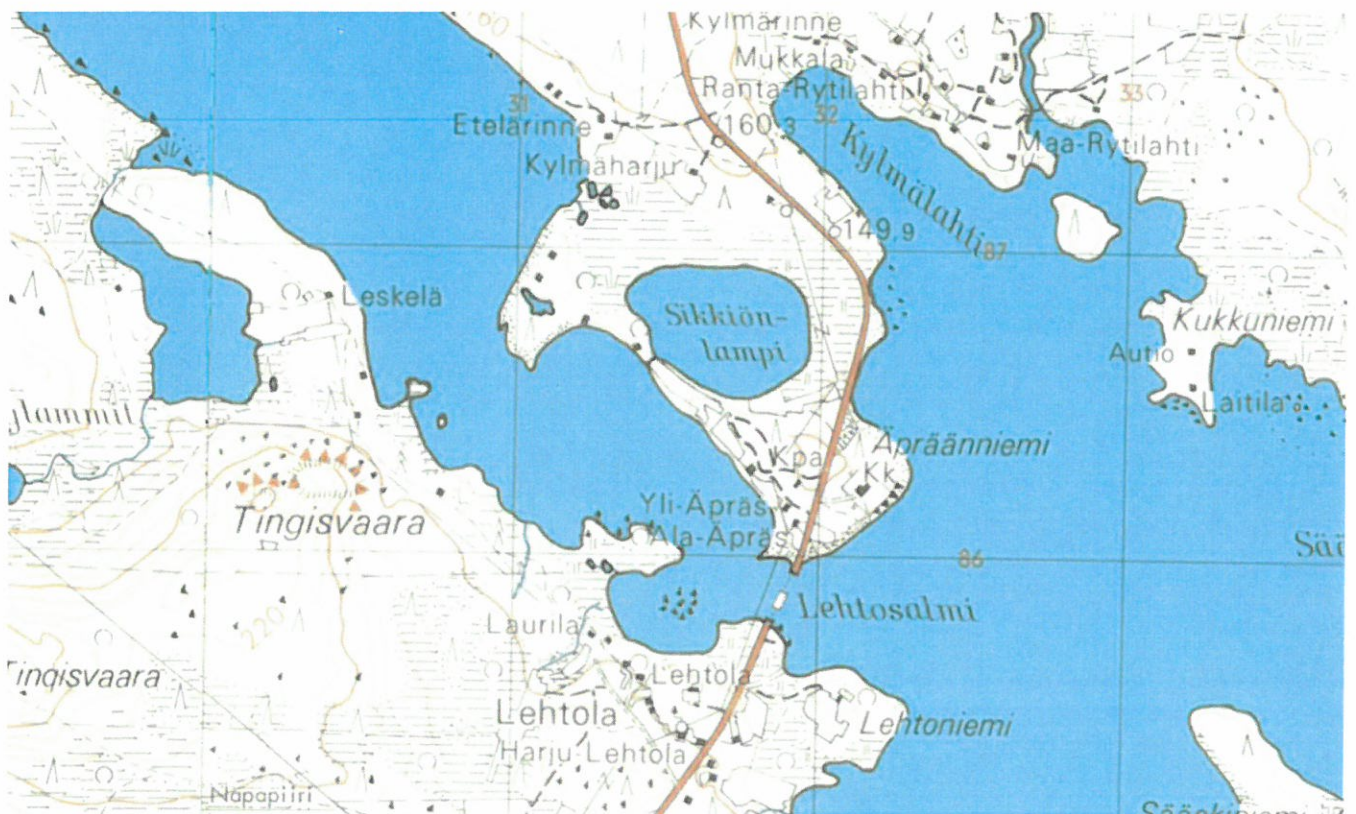 60
Kylmärinne
Mukkala
Ranta-Rytilahti
31
32
33
Etelärinne
160,3
Maa-Rytilahti
Kylmäharju
Kylmälahti
149,9
87
Leskelä
Sikkiön-
lampi
Kukkuniemi
Autio
Laitila
Äpräänniemi
Kpa
Kk
Tingisvaara
Yli-Äpräs
Ala-Äpräs
86
Lehtosalmi
220
Laurila
Lehtola
Lehtola
Lehtoniemi
Harju-Lehtola
Napapiiri